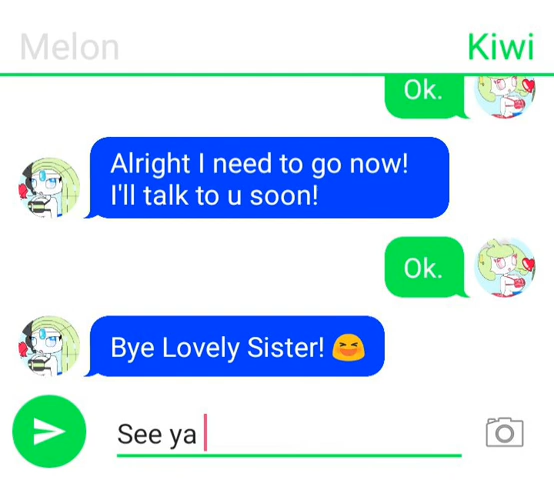 Melon
Kiwi
Ok.
Alright I need to go now!
I'll talk to u soon!
Ok.
Bye Lovely Sister! 😆
See ya